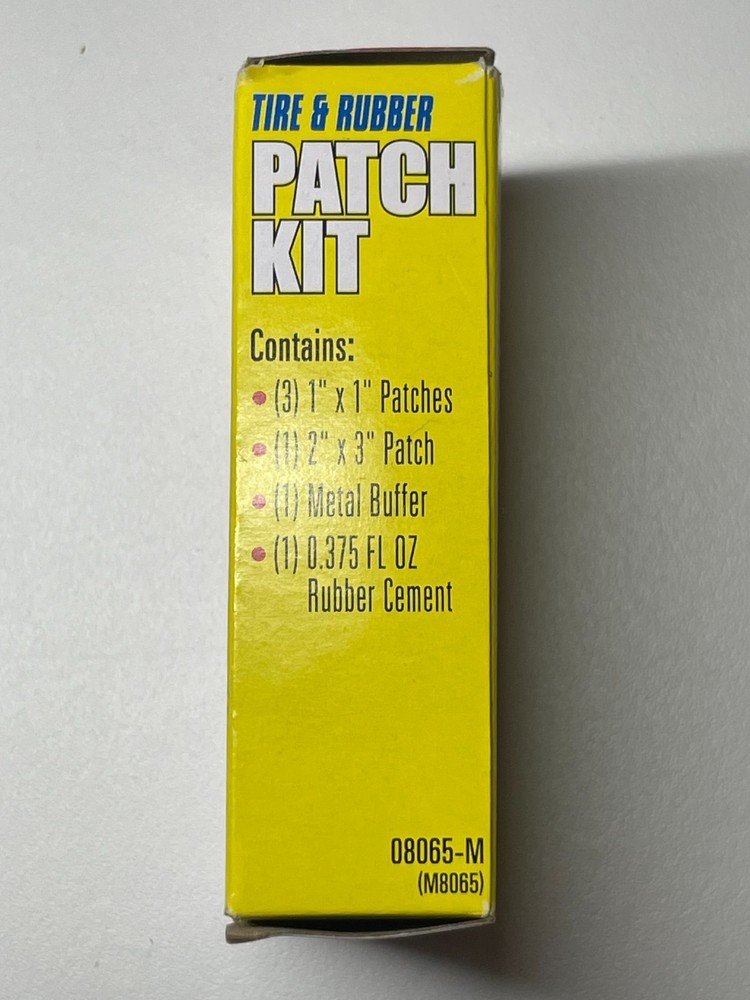 TIRE & RUBBER
PATCH
KIT
Contains:
• (3) 1" x 1" Patches
• (1) 2" x 3" Patch
• (1) Metal Buffer
• (1) 0.375 FL OZ
Rubber Cement
08065-M
(M8065)